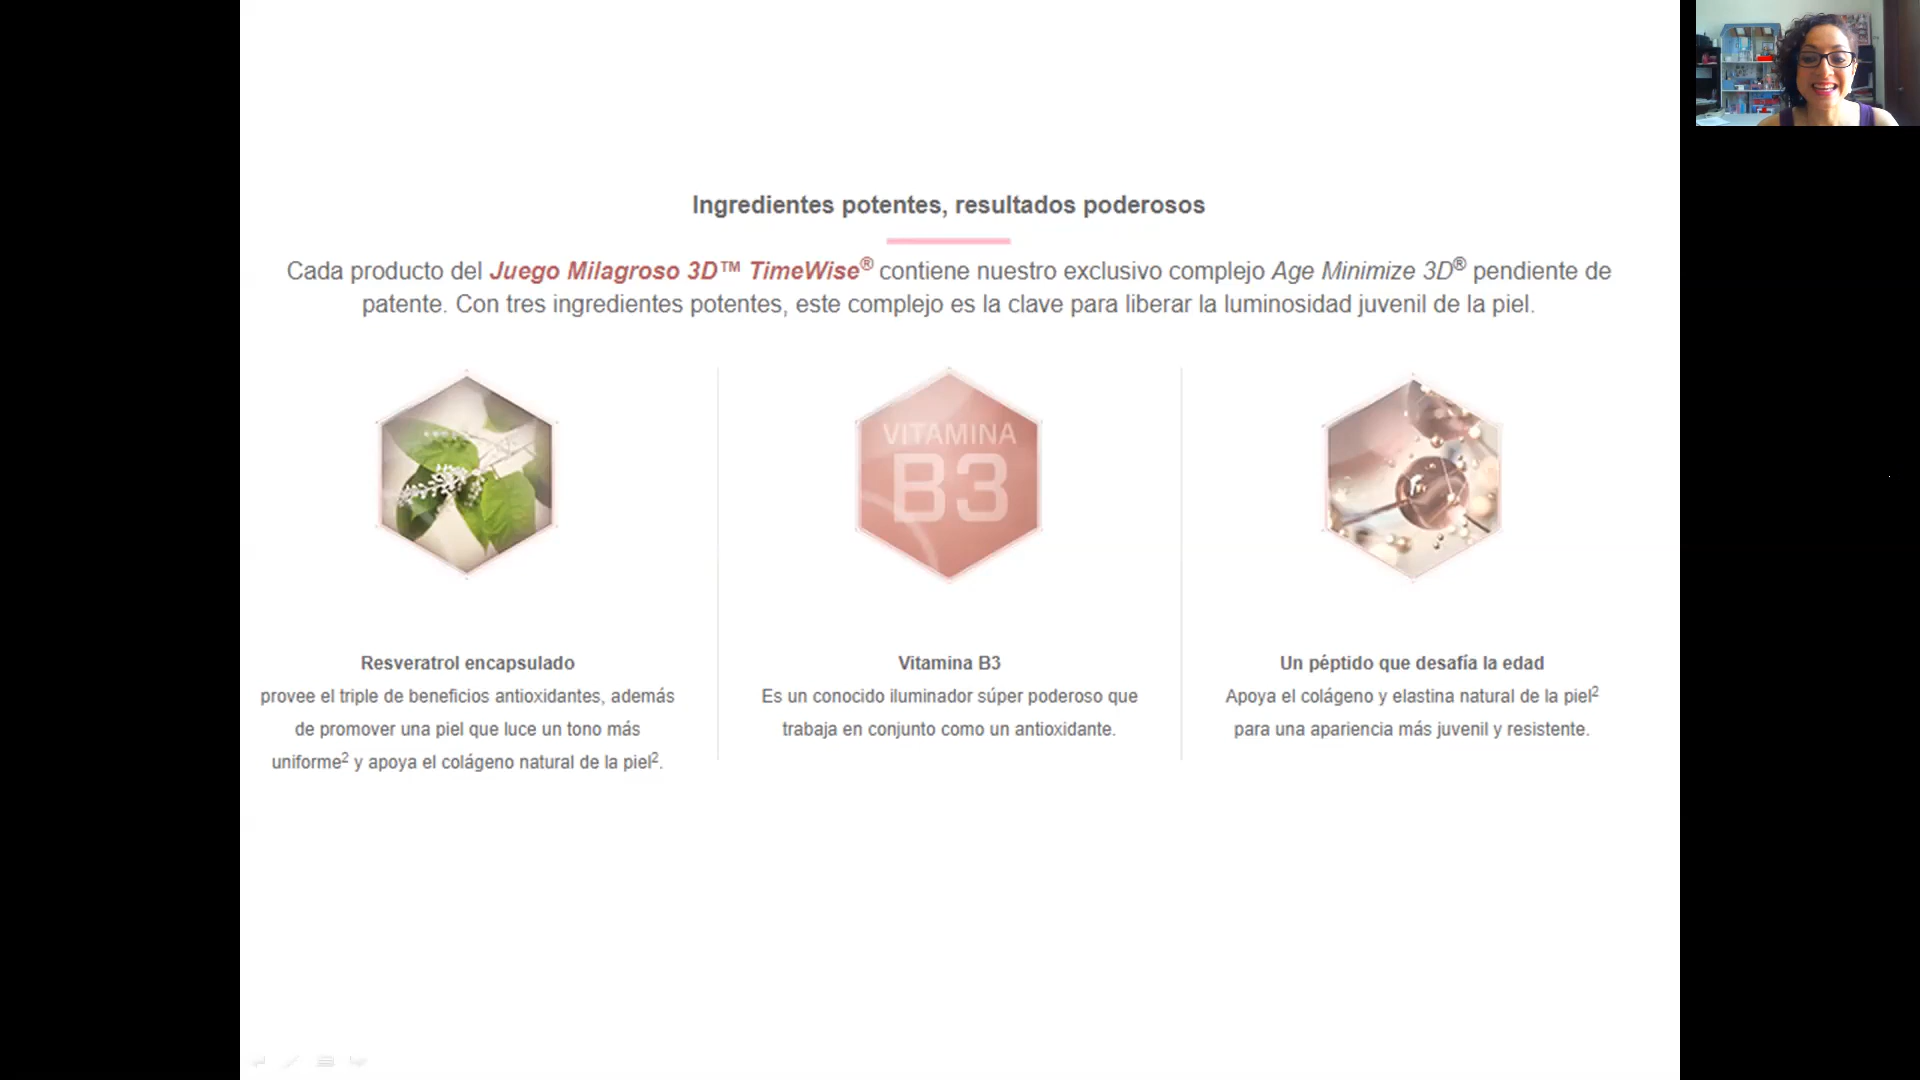 Ingredientes potentes, resultados poderosos
Cada producto del Juego Milagroso 3D™ TimeWise® contiene nuestro exclusivo complejo Age Minimize 3D® pendiente de
patente. Con tres ingredientes potentes, este complejo es la clave para liberar la luminosidad juvenil de la piel.
VITAMINA
B3
Resveratrol encapsulado
provee el triple de beneficios antioxidantes, además
de promover una piel que luce un tono más
uniforme² y apoya el colágeno natural de la piel².
Vitamina B3
Es un conocido iluminador súper poderoso que
trabaja en conjunto como un antioxidante.
Un péptido que desafía la edad
Apoya el colágeno y elastina natural de la piel²
para una apariencia más juvenil y resistente.